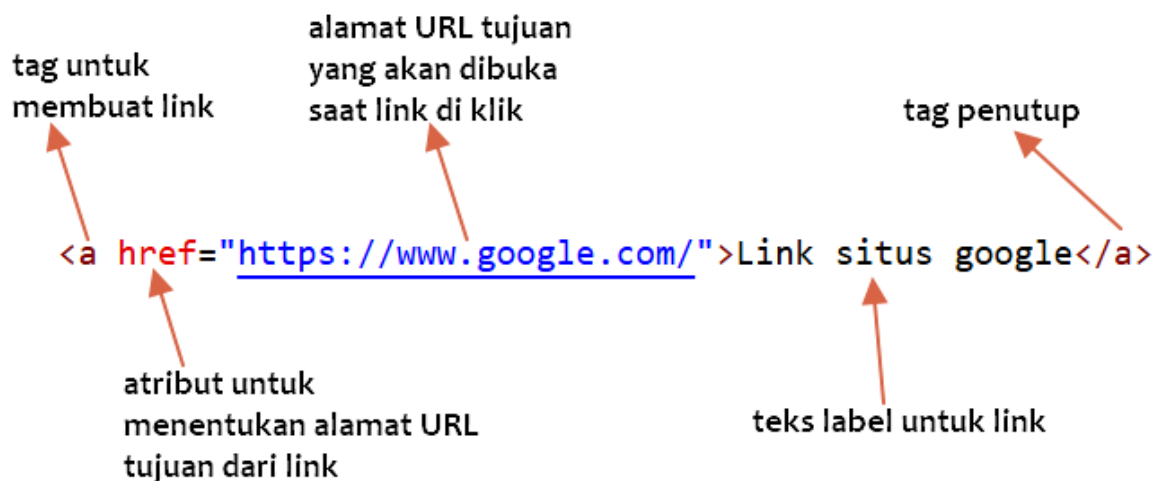 tag untuk
membuat link
alamat URL tujuan
yang akan dibuka
saat link di klik
tag penutup
<a href="https://www.google.com/">Link situs google</a>
atribut untuk
menentukan alamat URL
tujuan dari link
teks label untuk link